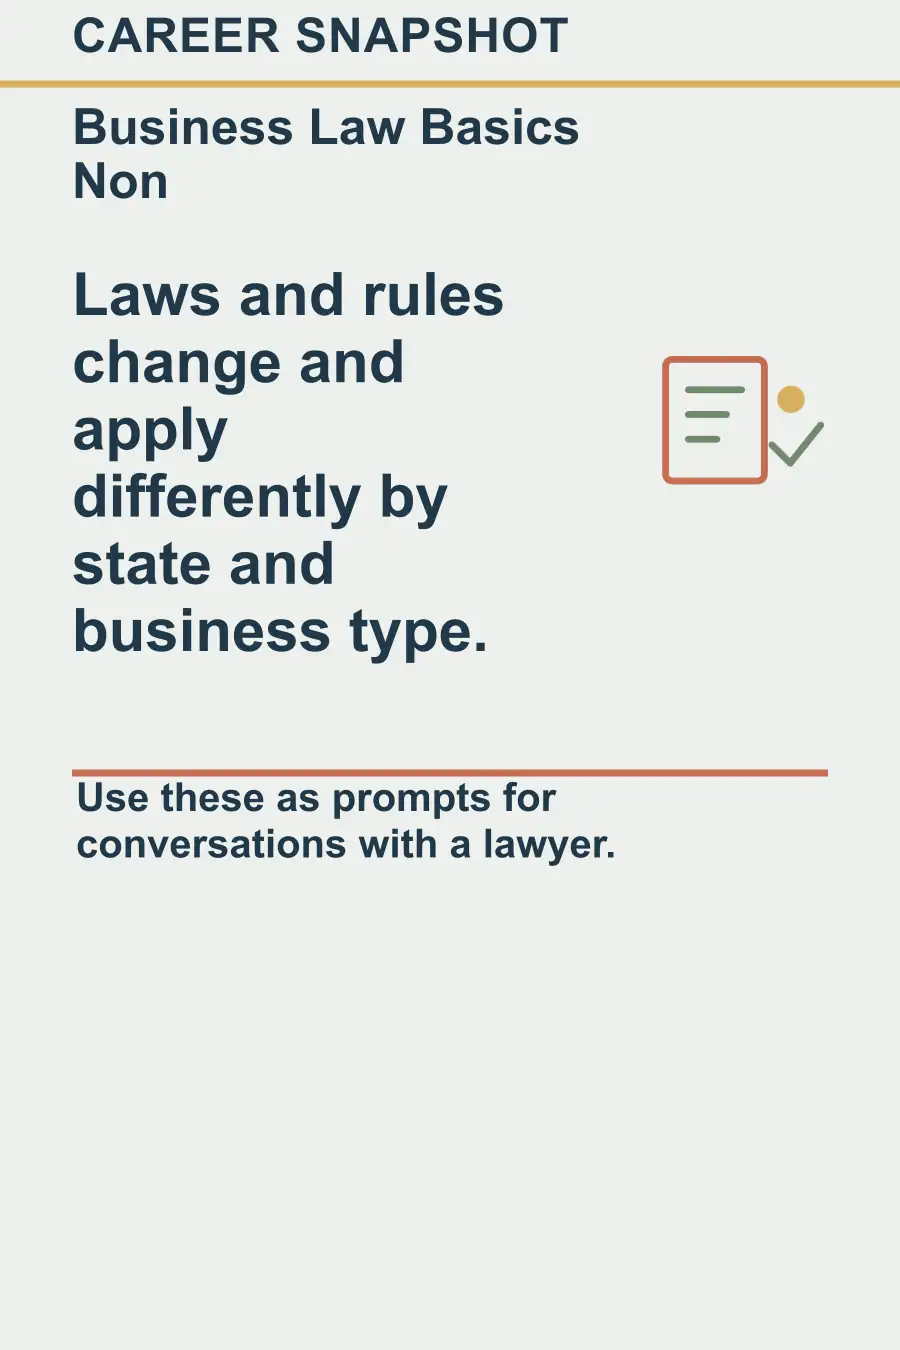 CAREER SNAPSHOT
Business Law Basics
Non
Laws and rules
change and
apply
differently by
state and
business type.
Use these as prompts for
conversations with a lawyer.